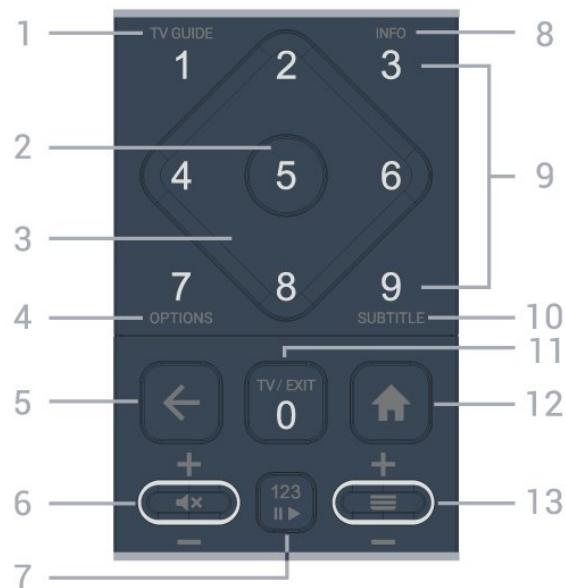 1 TV GUIDE INFO 8
1 2 3
2 4 5 6 9
3
7 8 9
4 OPTIONS SUBTITLE 10
11
5 TV / EXIT 12
0
+ +
6 123 13
− −
7